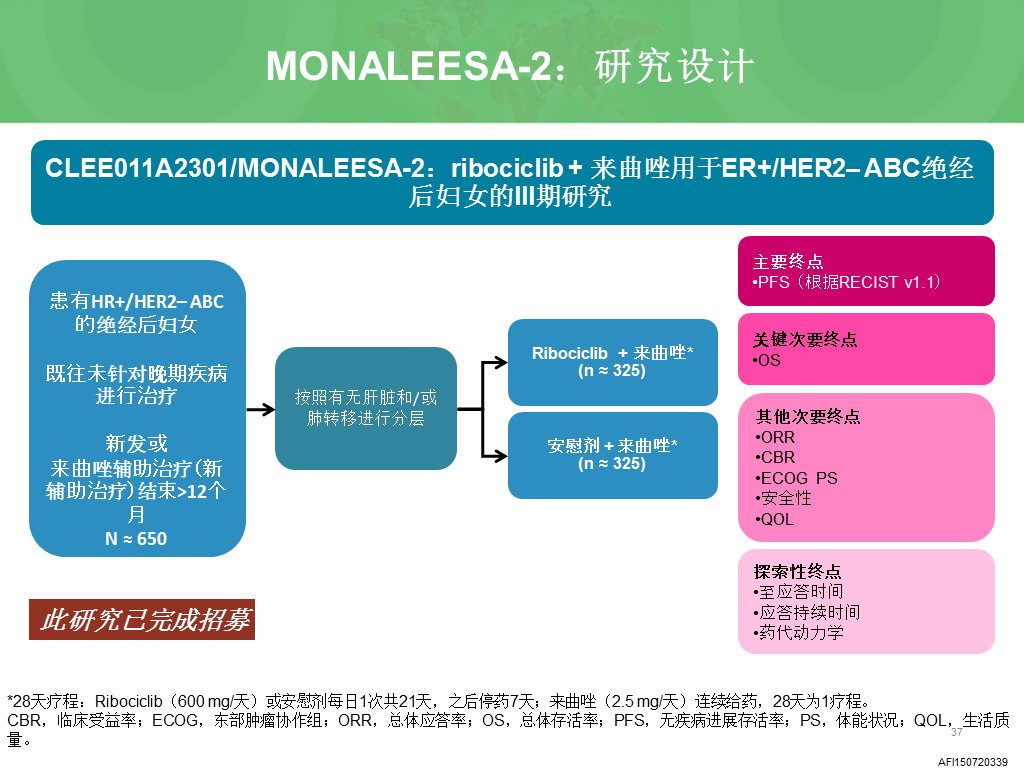 MONALEESA-2：研究设计
CLEE011A2301/MONALEESA-2：ribociclib + 来曲唑用于ER+/HER2– ABC绝经
后妇女的III期研究
患有HR+/HER2– ABC
的绝经后妇女
既往未针对晚期疾病
进行治疗
新发或
来曲唑辅助治疗（新
辅助治疗）结束>12个
月
N ≈ 650
按照有无肝脏和/或
肺转移进行分层
Ribociclib + 来曲唑*
(n ≈ 325)
安慰剂 + 来曲唑*
(n ≈ 325)
主要终点
•PFS（根据RECIST v1.1）
关键次要终点
•OS
其他次要终点
•ORR
•CBR
•ECOG PS
•安全性
•QOL
探索性终点
•至应答时间
•应答持续时间
•药代动力学
此研究已完成招募
*28天疗程：Ribociclib（600 mg/天）或安慰剂每日1次共21天，之后停药7天；来曲唑（2.5 mg/天）连续给药，28天为1疗程。
CBR，临床受益率；ECOG，东部肿瘤协作组；ORR，总体应答率；OS，总体存活率；PFS，无疾病进展存活率；PS，体能状况；QOL，生活质
量。
37
AFI150720339